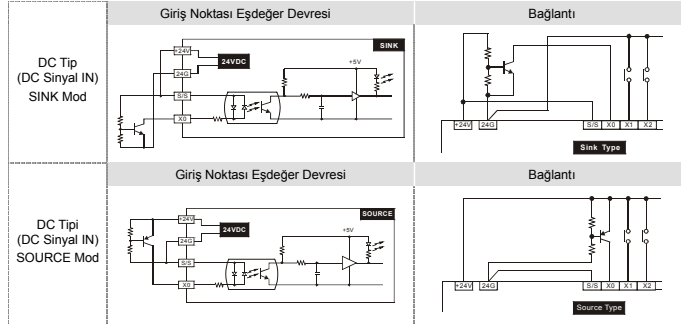 Giriş Noktası Eşdeğer Devresi
Bağlantı
DC Tip
(DC Sinyal IN)
SINK Mod
+24V
24VDC
24G
S/S
X0
+5V
SINK
+24V 24G S/S X0 X1 X2
Sink Type
Giriş Noktası Eşdeğer Devresi
Bağlantı
DC Tipi
(DC Sinyal IN)
SOURCE Mod
+24V
24VDC
24G
S/S
X0
+5V
SOURCE
+24V 24G S/S X0 X1 X2
Source Type